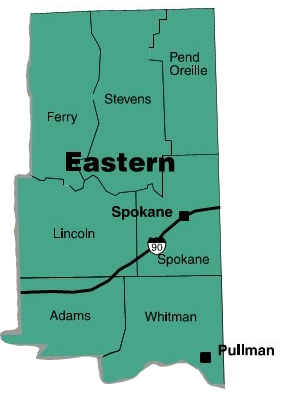 Pend
Oreille
Stevens
Ferry
Eastern
Spokane
Lincoln
90
Spokane
Adams
Whitman
Pullman